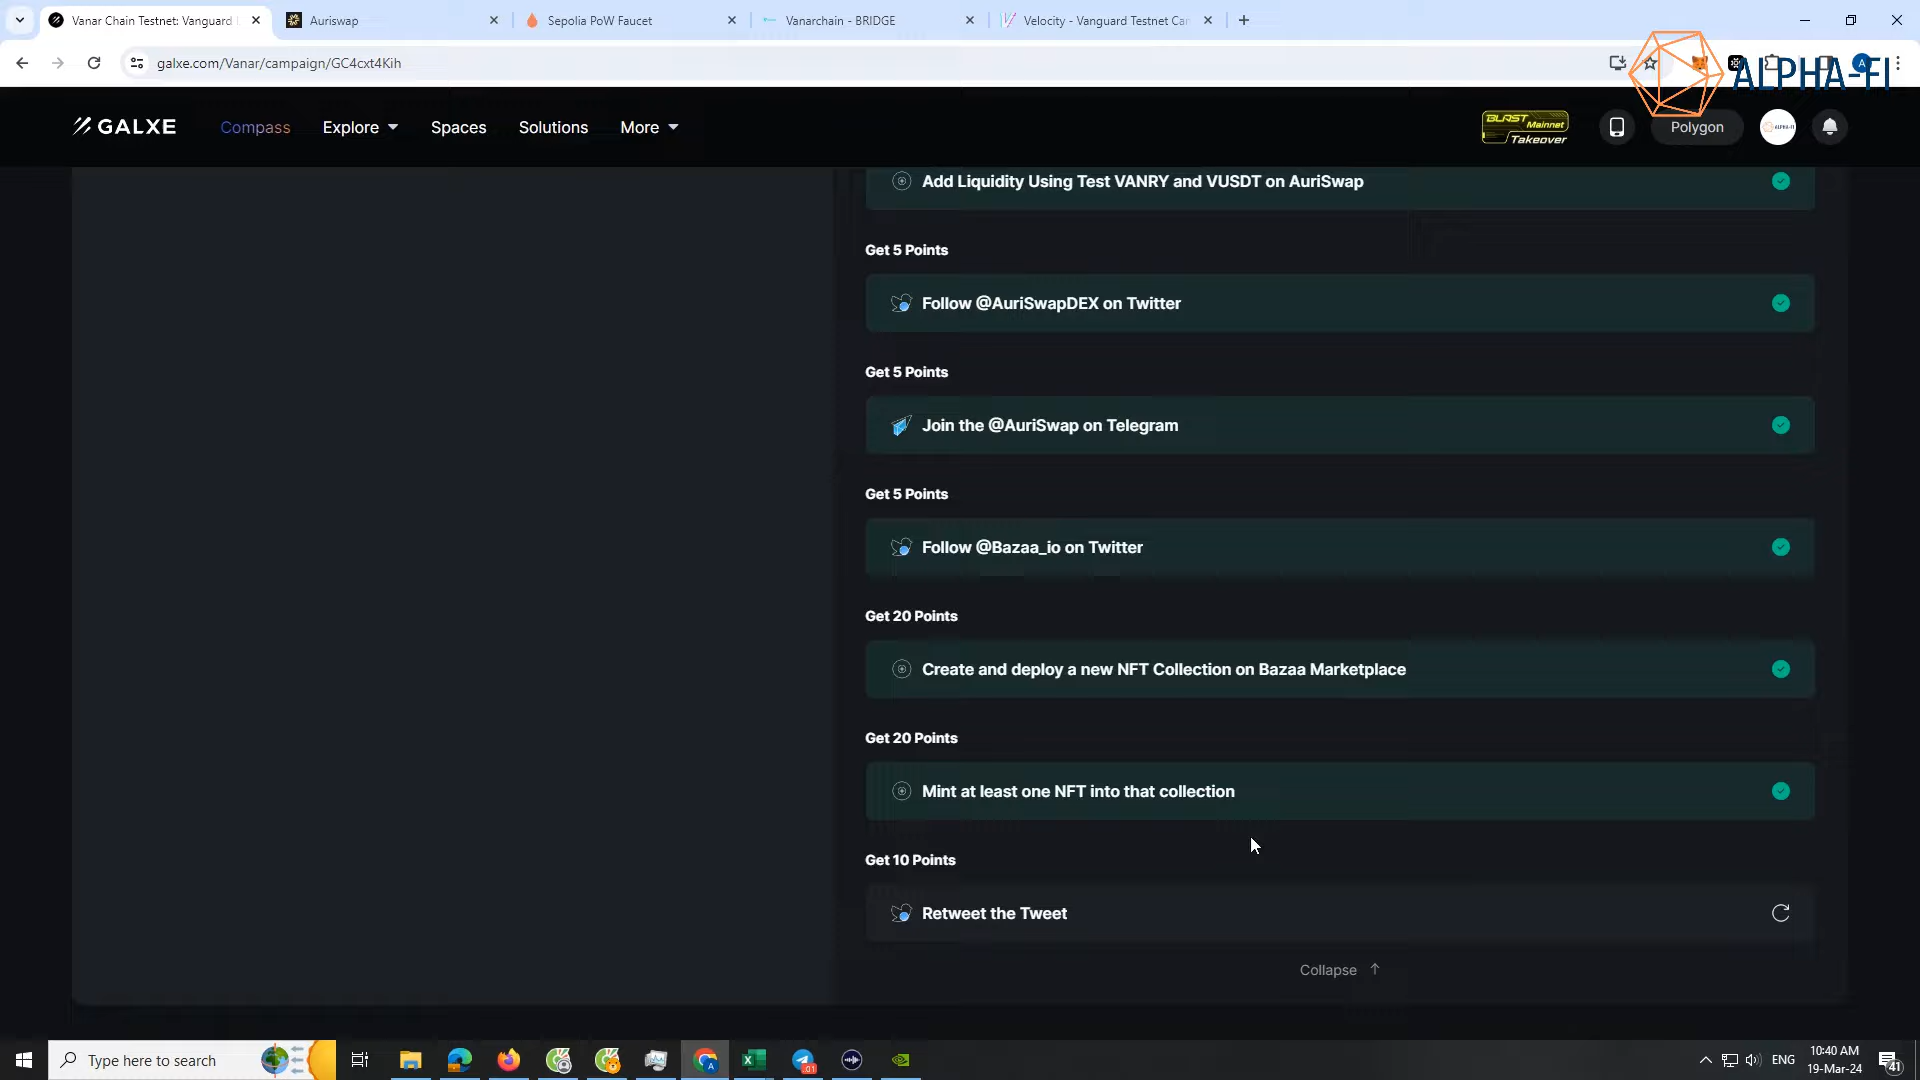 Vanar Chain Testnet: Vanguard
Auriswap
Sepolia PoW Faucet
Vanarchain - BRIDGE
Velocity - Vanguard Testnet Car
galxe.com/Vanar/campaign/GC4cxt4Kih
A
ALPHA-FI
GALXE
Compass
Explore
Spaces
Solutions
More
BLAST Mainnet
Takeover
Polygon
ALPHA-FI
Add Liquidity Using Test VANRY and VUSDT on AuriSwap
Get 5 Points
Follow @AuriSwapDEX on Twitter
Get 5 Points
Join the @AuriSwap on Telegram
Get 5 Points
Follow @Bazaa_io on Twitter
Get 20 Points
Create and deploy a new NFT Collection on Bazaa Marketplace
Get 20 Points
Mint at least one NFT into that collection
Get 10 Points
Retweet the Tweet
Collapse
Type here to search
A
.01
ENG
10:40 AM
19-Mar-24
41